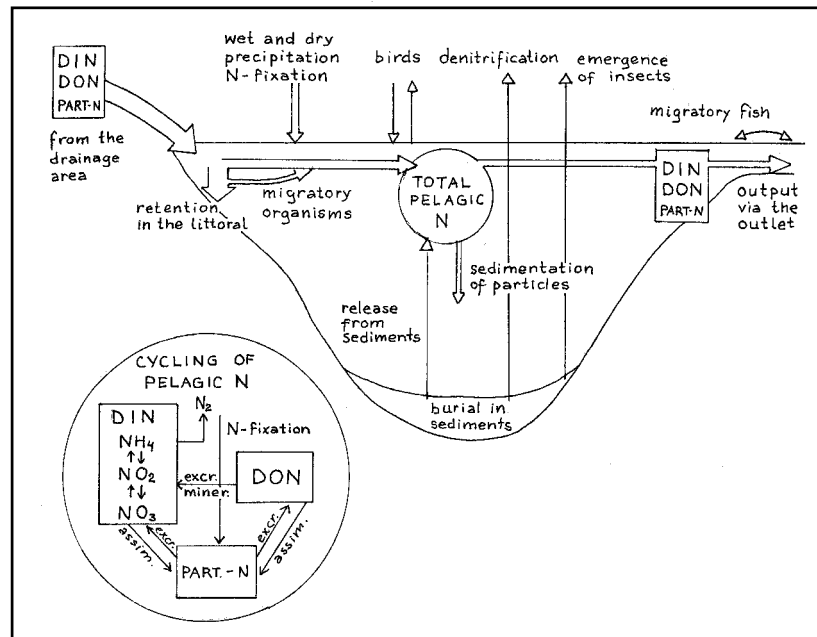 DIN
DON
PART-N
from the
drainage
area
wet and dry
precipitation
N-fixation
birds
denitrification
emergence
of insects
migratory fish
retention
in the littoral
migratory
organisms
TOTAL
PELAGIC
N
DIN
DON
PART-N
output
via the
outlet
sedimentation
of particles
release
from
sediments
burial in
sediments
CYCLING OF
PELAGIC N
N₂
DIN
NH₄
NO₂
NO₃
N-fixation
excr.
miner.
DON
assim.
excr.
excr.
assim.
PART.-N